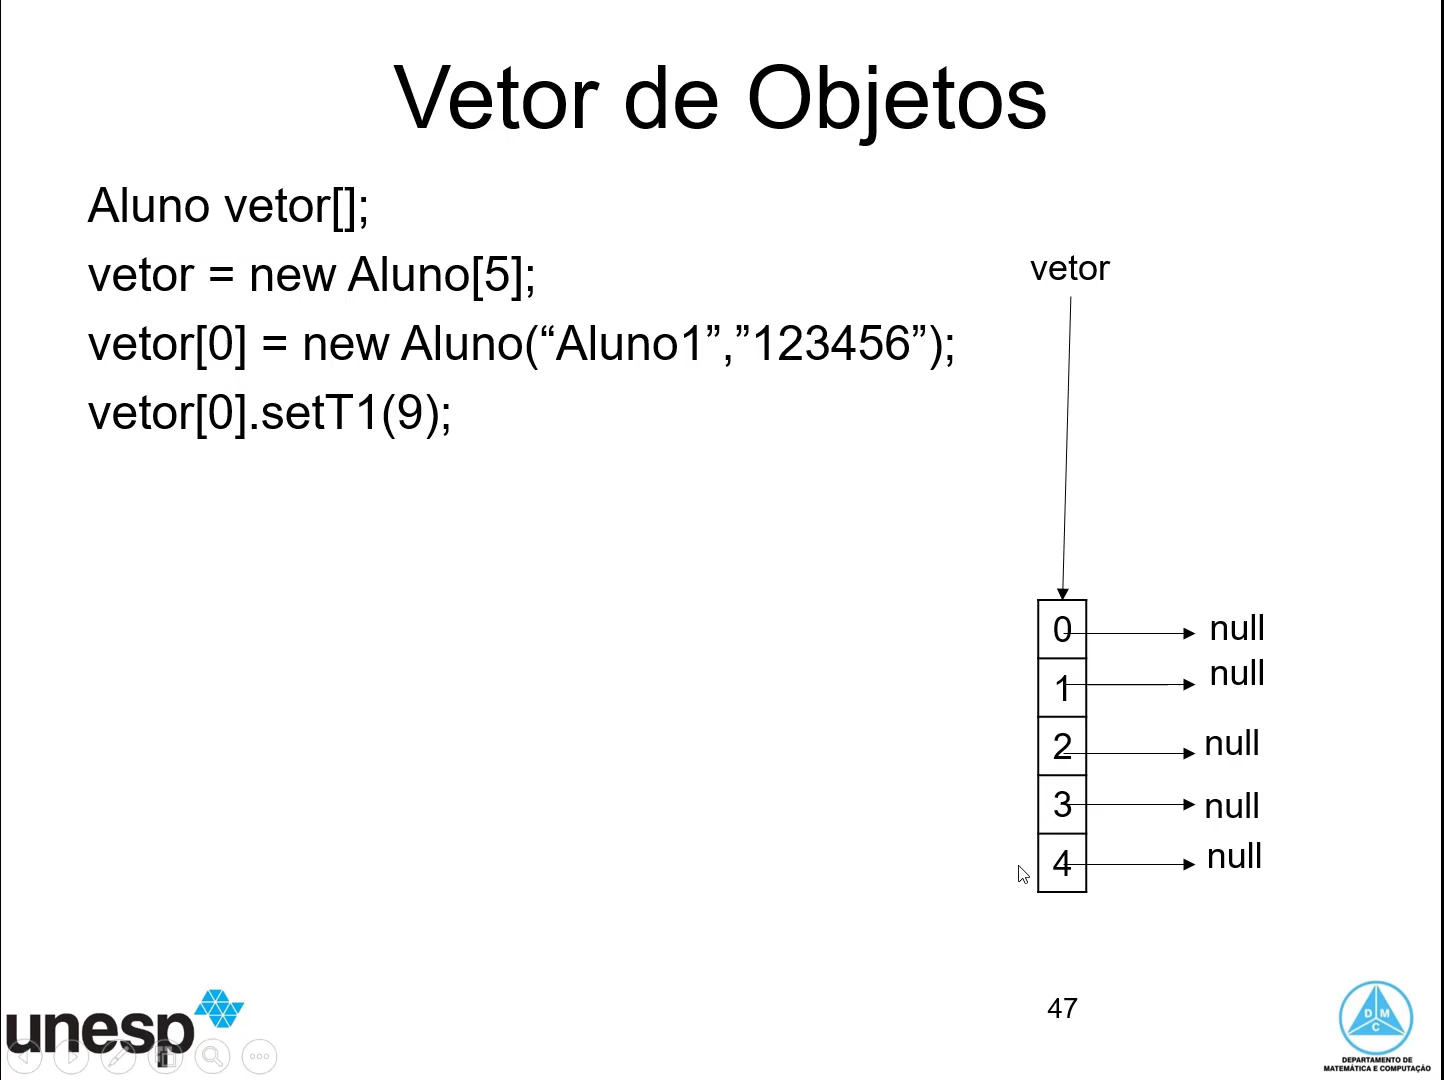 Vetor de Objetos
Aluno vetor[];
vetor = new Aluno[5];
vetor[0] = new Aluno(“Aluno1”,”123456”);
vetor[0].setT1(9);
vetor
0 null
1 null
2 null
3 null
4 null
unesp
47
D M C
DEPARTAMENTO DE
MATEMÁTICA E COMPUTAÇÃO